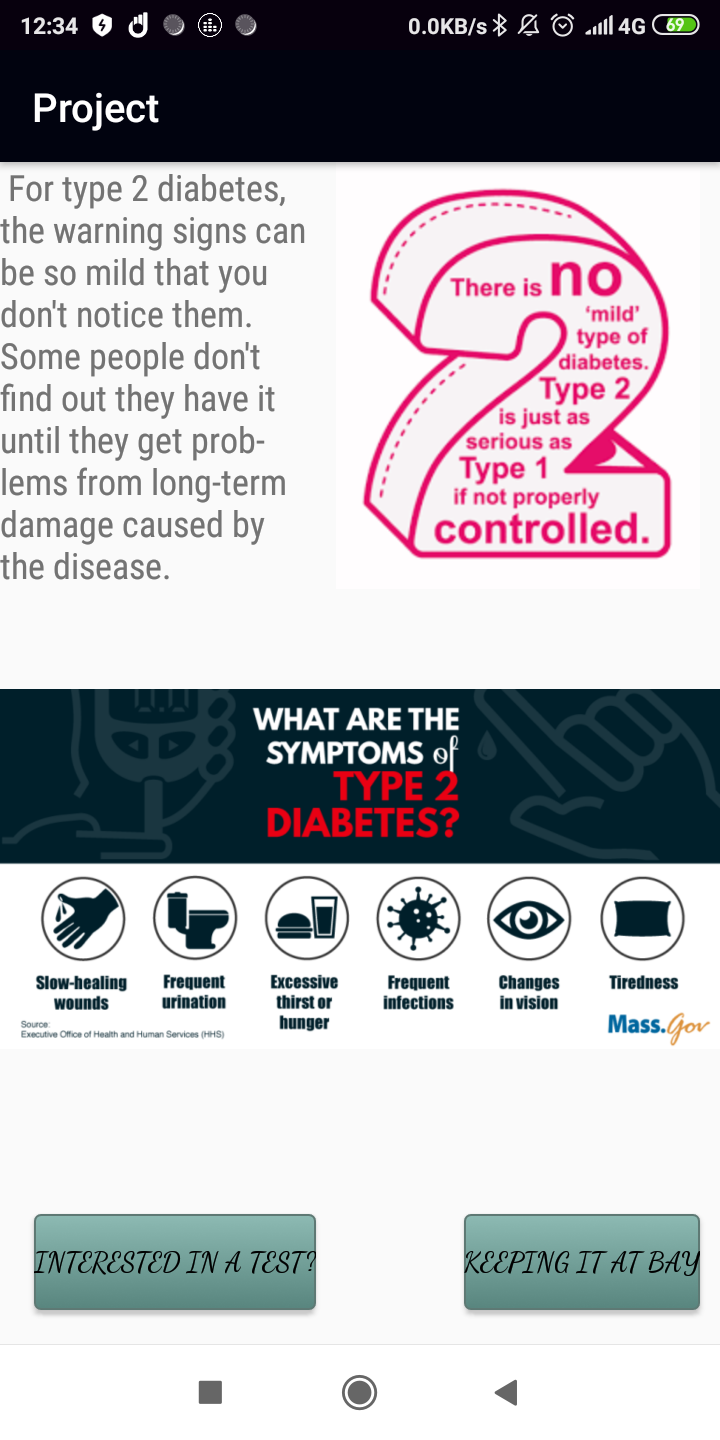 12:34
0.0KB/s 4G 69
Project
For type 2 diabetes,
the warning signs can
be so mild that you
don't notice them.
Some people don't
find out they have it
until they get prob-
lems from long-term
damage caused by
the disease.
There is no
'mild'
type of
diabetes.
Type 2
is just as
serious as
Type 1
if not properly
controlled.
WHAT ARE THE
SYMPTOMS of
TYPE 2
DIABETES?
Slow-healing
wounds
Frequent
urination
Excessive
thirst or
hunger
Frequent
infections
Changes
in vision
Tiredness
Source:
Executive Office of Health and Human Services (HHS)
Mass.Gov
INTERESTED IN A TEST?
KEEPING IT AT BAY